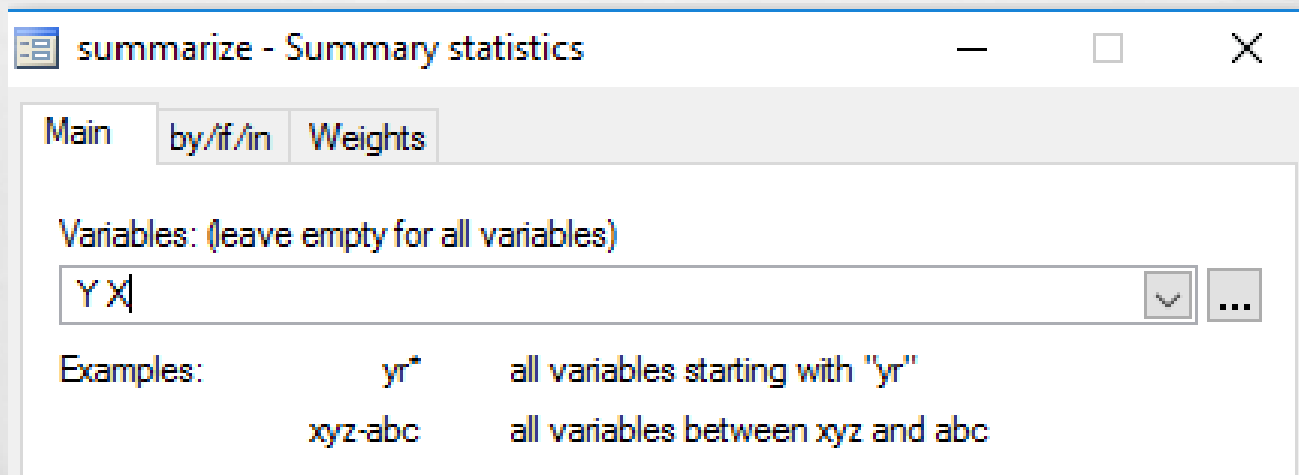 summarize - Summary statistics
Main by/if/in Weights
Variables: (leave empty for all variables)
Y X
...
Examples: yr* all variables starting with "yr"
xyz-abc all variables between xyz and abc